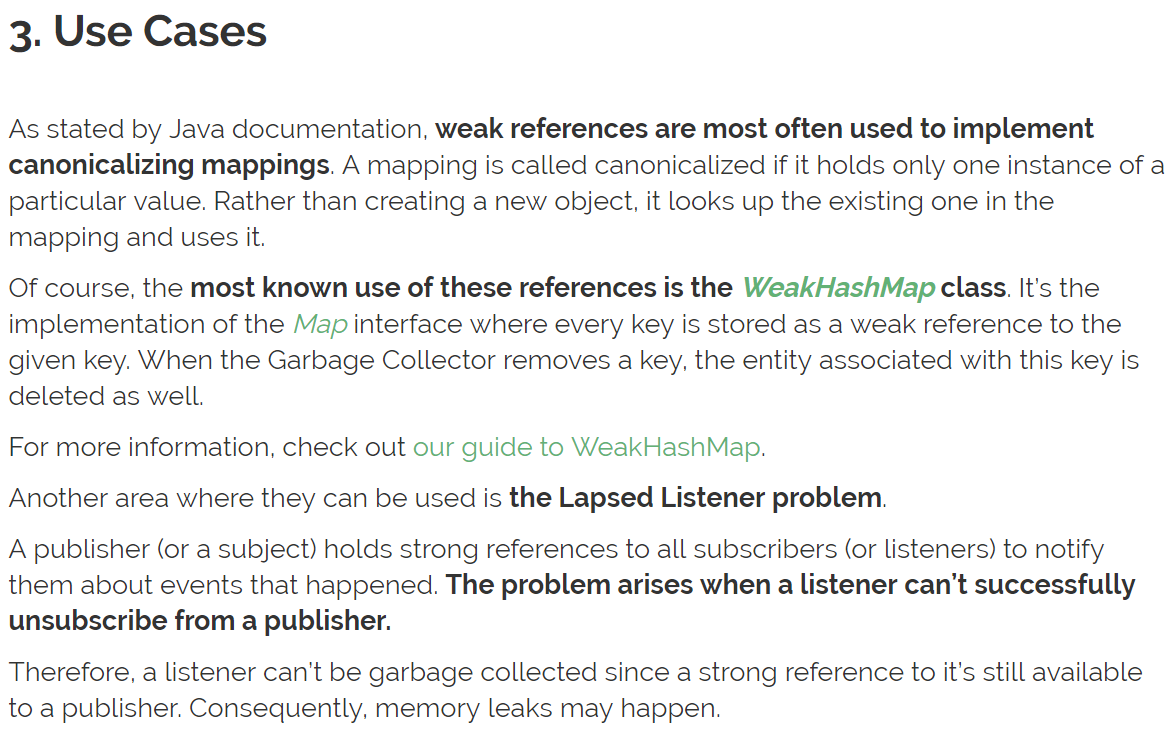 3. Use Cases
As stated by Java documentation, weak references are most often used to implement
canonicalizing mappings. A mapping is called canonicalized if it holds only one instance of a
particular value. Rather than creating a new object, it looks up the existing one in the
mapping and uses it.
Of course, the most known use of these references is the WeakHashMap class. It’s the
implementation of the Map interface where every key is stored as a weak reference to the
given key. When the Garbage Collector removes a key, the entity associated with this key is
deleted as well.
For more information, check out our guide to WeakHashMap.
Another area where they can be used is the Lapsed Listener problem.
A publisher (or a subject) holds strong references to all subscribers (or listeners) to notify
them about events that happened. The problem arises when a listener can’t successfully
unsubscribe from a publisher.
Therefore, a listener can’t be garbage collected since a strong reference to it’s still available
to a publisher. Consequently, memory leaks may happen.